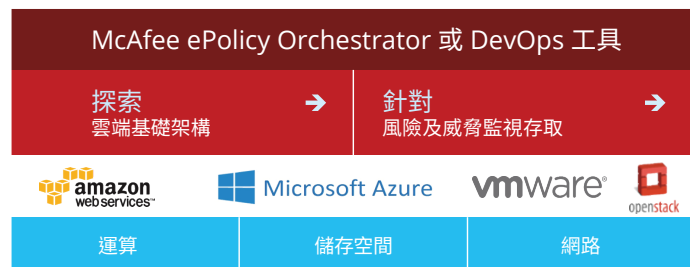 McAfee ePolicy Orchestrator 或 DevOps 工具
探索
雲端基礎架構
針對
風險及威脅監視存取
amazon
webservices™
Microsoft Azure
vmware®
openstack
運算
儲存空間
網路